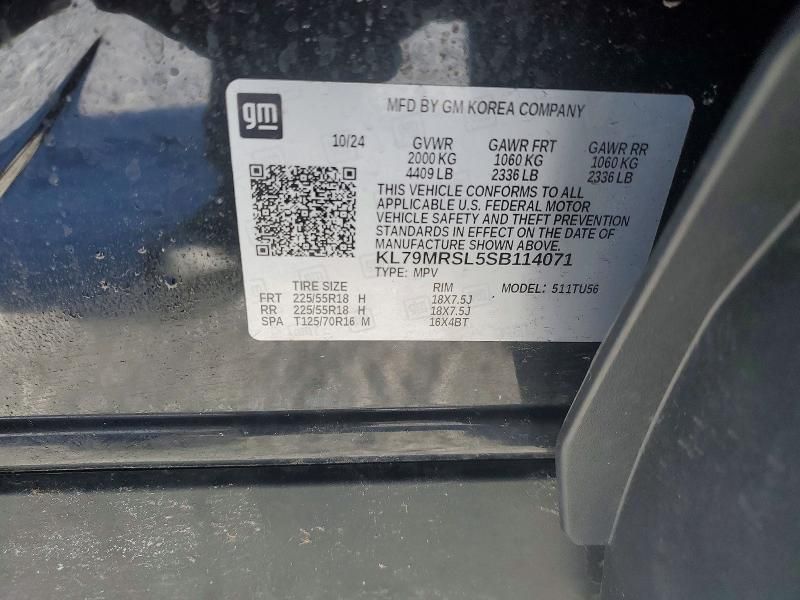 gm
MFD BY GM KOREA COMPANY
10/24 GVWR GAWR FRT GAWR RR
2000 KG 1060 KG 1060 KG
4409 LB 2336 LB 2336 LB
THIS VEHICLE CONFORMS TO ALL
APPLICABLE U.S. FEDERAL MOTOR
VEHICLE SAFETY AND THEFT PREVENTION
STANDARDS IN EFFECT ON THE DATE OF
MANUFACTURE SHOWN ABOVE.
KL79MRSL5SB114071
TYPE: MPV
TIRE SIZE RIM MODEL: 511TU56
FRT 225/55R18 H 18X7.5J
RR 225/55R18 H 18X7.5J
SPA T125/70R16 M 16X4BT